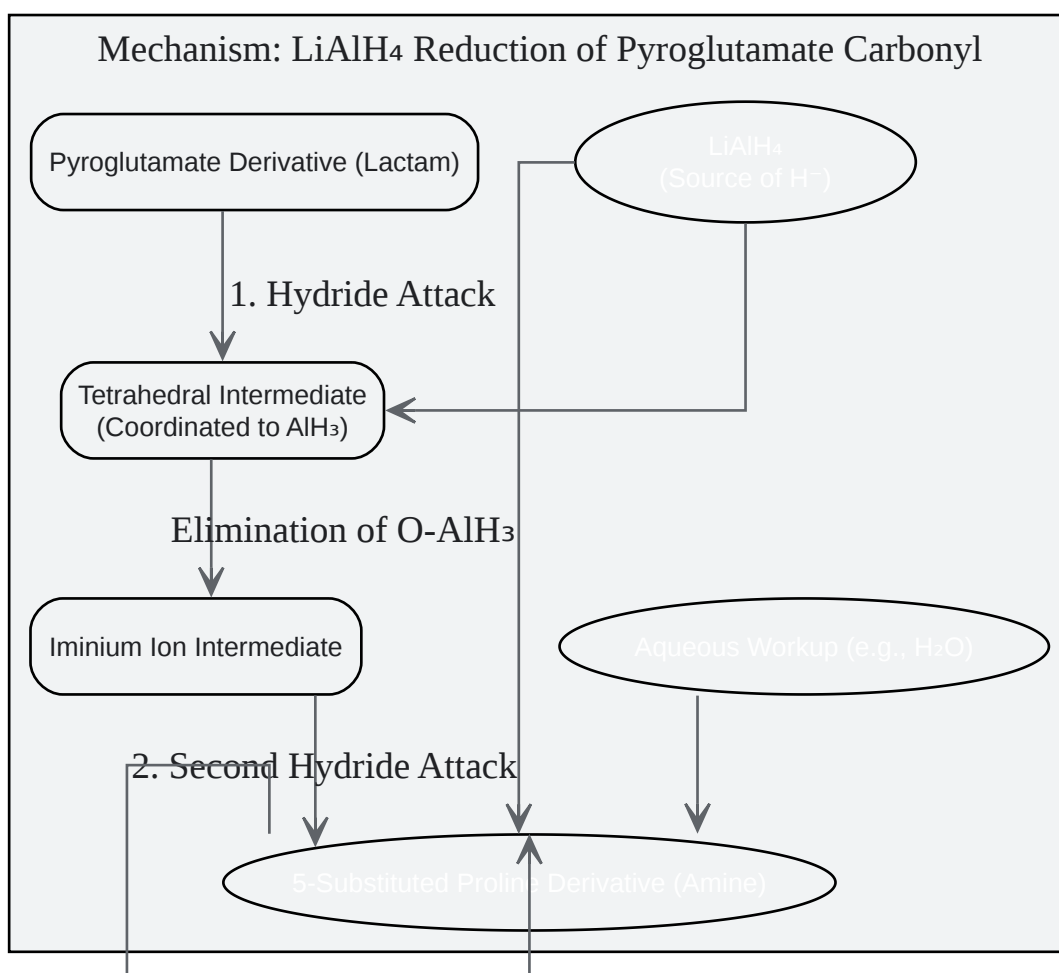 Mechanism: LiAlH₄ Reduction of Pyroglutamate Carbonyl
Pyroglutamate Derivative (Lactam)
LiAlH₄
(Source of H⁻)
1. Hydride Attack
Tetrahedral Intermediate
(Coordinated to AlH₃)
Elimination of O-AlH₃
Iminium Ion Intermediate
Aqueous Workup (e.g., H₂O)
2. Second Hydride Attack
5-Substituted Proline Derivative (Amine)